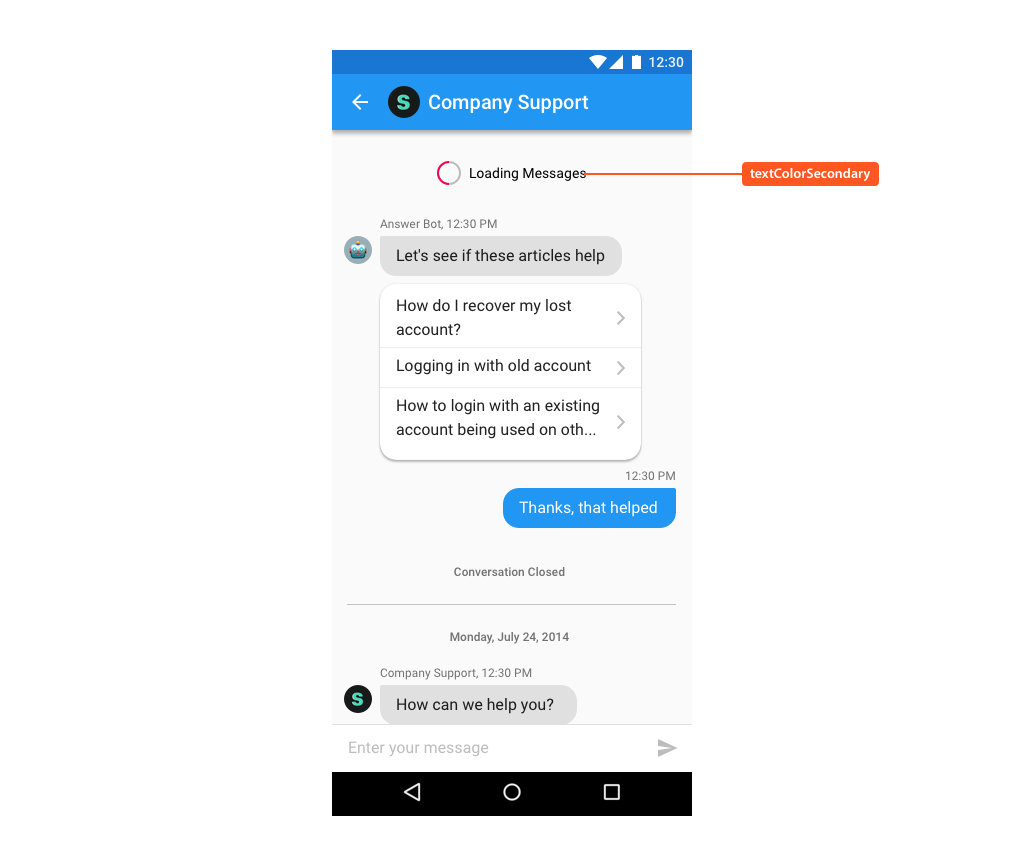 12:30
S Company Support
Loading Messages
textColorSecondary
Answer Bot, 12:30 PM
Let's see if these articles help
How do I recover my lost
account?
Logging in with old account
How to login with an existing
account being used on oth...
12:30 PM
Thanks, that helped
Conversation Closed
Monday, July 24, 2014
Company Support, 12:30 PM
S
How can we help you?
Enter your message